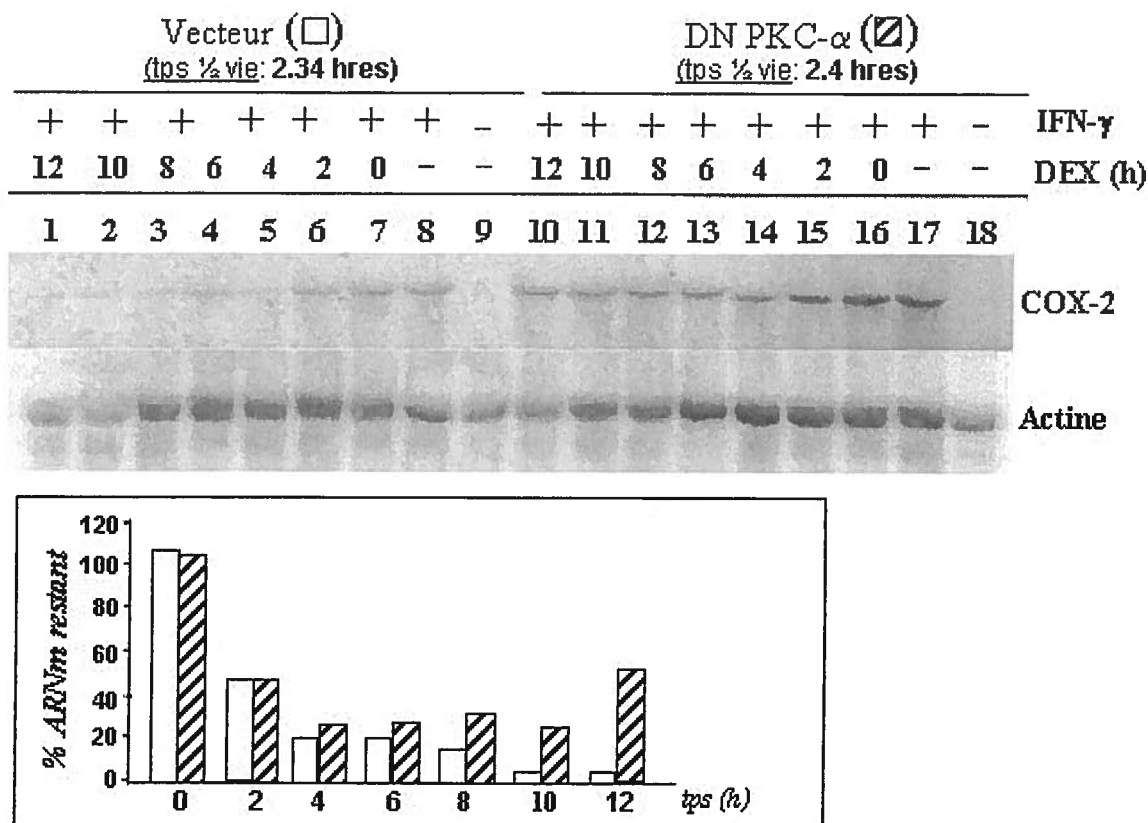 Vecteur (□) DN PKC-α (▨)
(tps ½ vie: 2.34 hres) (tps ½ vie: 2.4 hres)
+ + + + + + + - + + + + + + + + - IFN-γ
12 10 8 6 4 2 0 - - 12 10 8 6 4 2 0 - - DEX (h)
1 2 3 4 5 6 7 8 9 10 11 12 13 14 15 16 17 18
COX-2
Actine
% ARNm restant
120
100
80
60
40
20
0
0 2 4 6 8 10 12 tps (h)